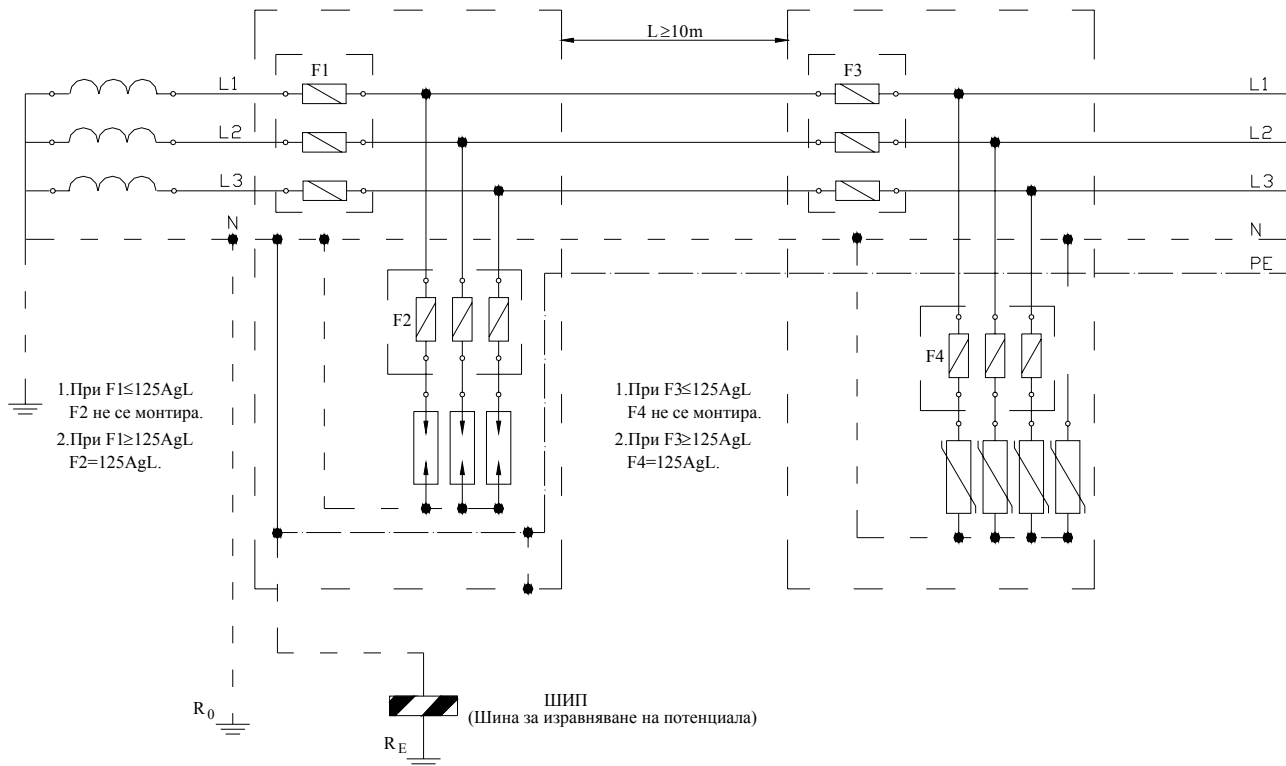 L≥10m
F1
F3
L1
L1
L2
L2
L3
L3
N
N
PE
F2
F4
1.При F1≤125AgL
F2 не се монтира.
2.При F1≥125AgL
F2=125AgL.
1.При F3≤125AgL
F4 не се монтира.
2.При F3≥125AgL
F4=125AgL.
R0
ШИП
(Шина за изравняване на потенциала)
RE